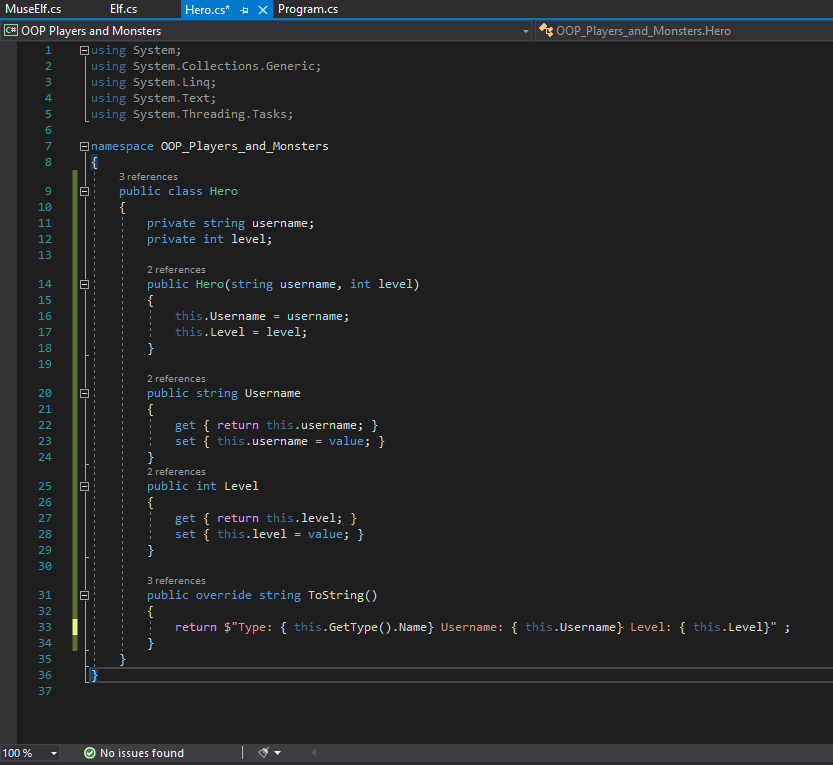 MuseElf.cs Elf.cs Hero.cs* Program.cs
C# OOP Players and Monsters OOP_Players_and_Monsters.Hero
1 using System;
2 using System.Collections.Generic;
3 using System.Linq;
4 using System.Text;
5 using System.Threading.Tasks;
6
7 namespace OOP_Players_and_Monsters
8 {
3 references
9 public class Hero
10 {
11 private string username;
12 private int level;
13
2 references
14 public Hero(string username, int level)
15 {
16 this.Username = username;
17 this.Level = level;
18 }
19
2 references
20 public string Username
21 {
22 get { return this.username; }
23 set { this.username = value; }
24 }
2 references
25 public int Level
26 {
27 get { return this.level; }
28 set { this.level = value; }
29 }
30
3 references
31 public override string ToString()
32 {
33 return $"Type: { this.GetType().Name} Username: { this.Username} Level: { this.Level}" ;
34 }
35 }
36 }
37
100 % No issues found